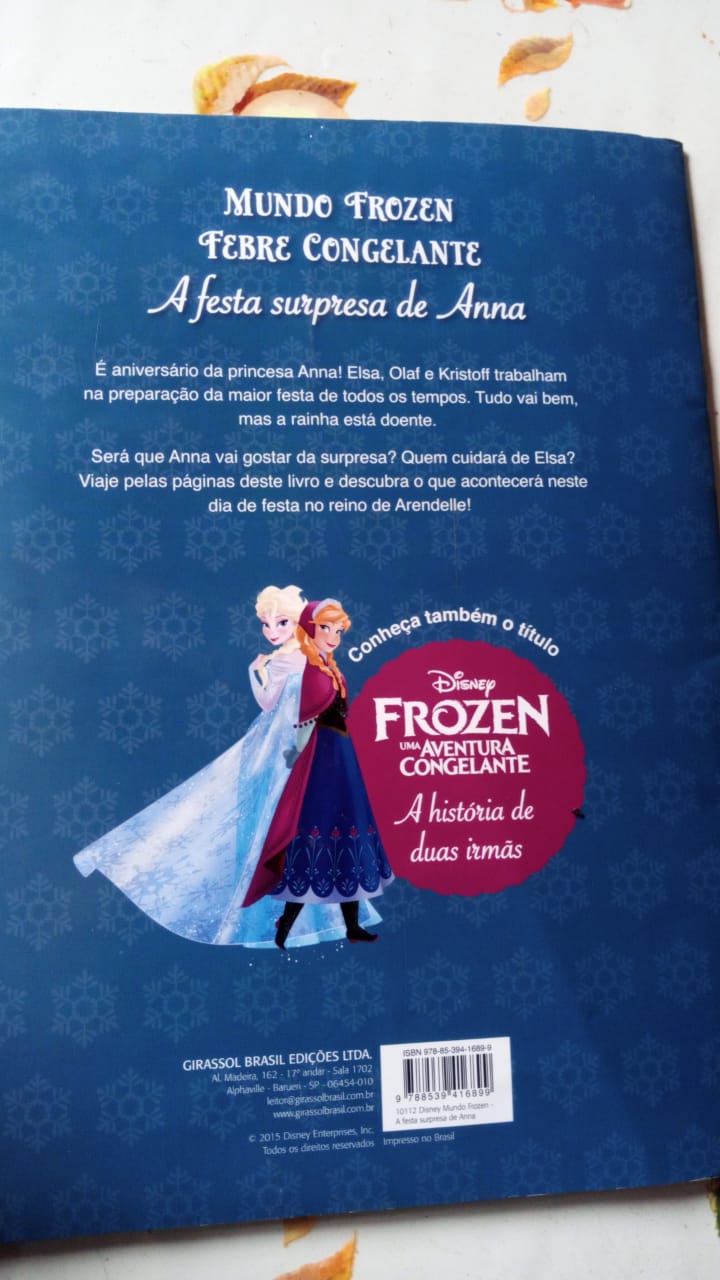 MUNDO FROZEN
FEBRE CONGELANTE
A festa surpresa de Anna
É aniversário da princesa Anna! Elsa, Olaf e Kristoff trabalham
na preparação da maior festa de todos os tempos. Tudo vai bem,
mas a rainha está doente.
Será que Anna vai gostar da surpresa? Quem cuidará de Elsa?
Viaje pelas páginas deste livro e descubra o que acontecerá neste
dia de festa no reino de Arendelle!
Conheça também o título
DISNEY
FROZEN
UMA AVENTURA
CONGELANTE
A história de
duas irmãs
GIRASSOL BRASIL EDIÇÕES LTDA.
Al. Madeira, 162 - 17º andar - Sala 1702
Alphaville - Barueri - SP - 06454-010
leitor@girassolbrasil.com.br
www.girassolbrasil.com.br
© 2015 Disney Enterprises, Inc.
Todos os direitos reservados
Impresso no Brasil
ISBN 978-85-394-1689-9
9 788539 416899
10112 Disney Mundo Frozen -
A festa surpresa de Anna